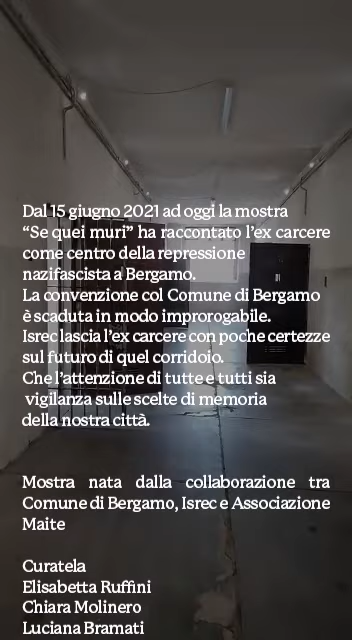 Dal 15 giugno 2021 ad oggi la mostra
“Se quei muri” ha raccontato l’ex carcere
come centro della repressione
nazifascista a Bergamo.
La convenzione col Comune di Bergamo
è scaduta in modo improrogabile.
Isrec lascia l’ex carcere con poche certezze
sul futuro di quel corridoio.
Che l’attenzione di tutte e tutti sia
vigilanza sulle scelte di memoria
della nostra città.
Mostra nata dalla collaborazione tra
Comune di Bergamo, Isrec e Associazione
Maite
Curatela
Elisabetta Ruffini
Chiara Molinero
Luciana Bramati